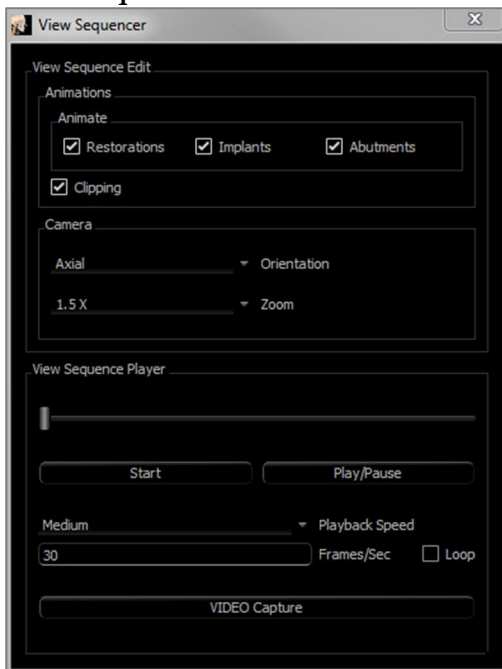 View Sequencer
View Sequence Edit
Animations
Animate
Restorations Implants Abutments
Clipping
Camera
Axial Orientation
1.5 X Zoom
View Sequence Player
Start Play/Pause
Medium Playback Speed
30 Frames/Sec Loop
VIDEO Capture